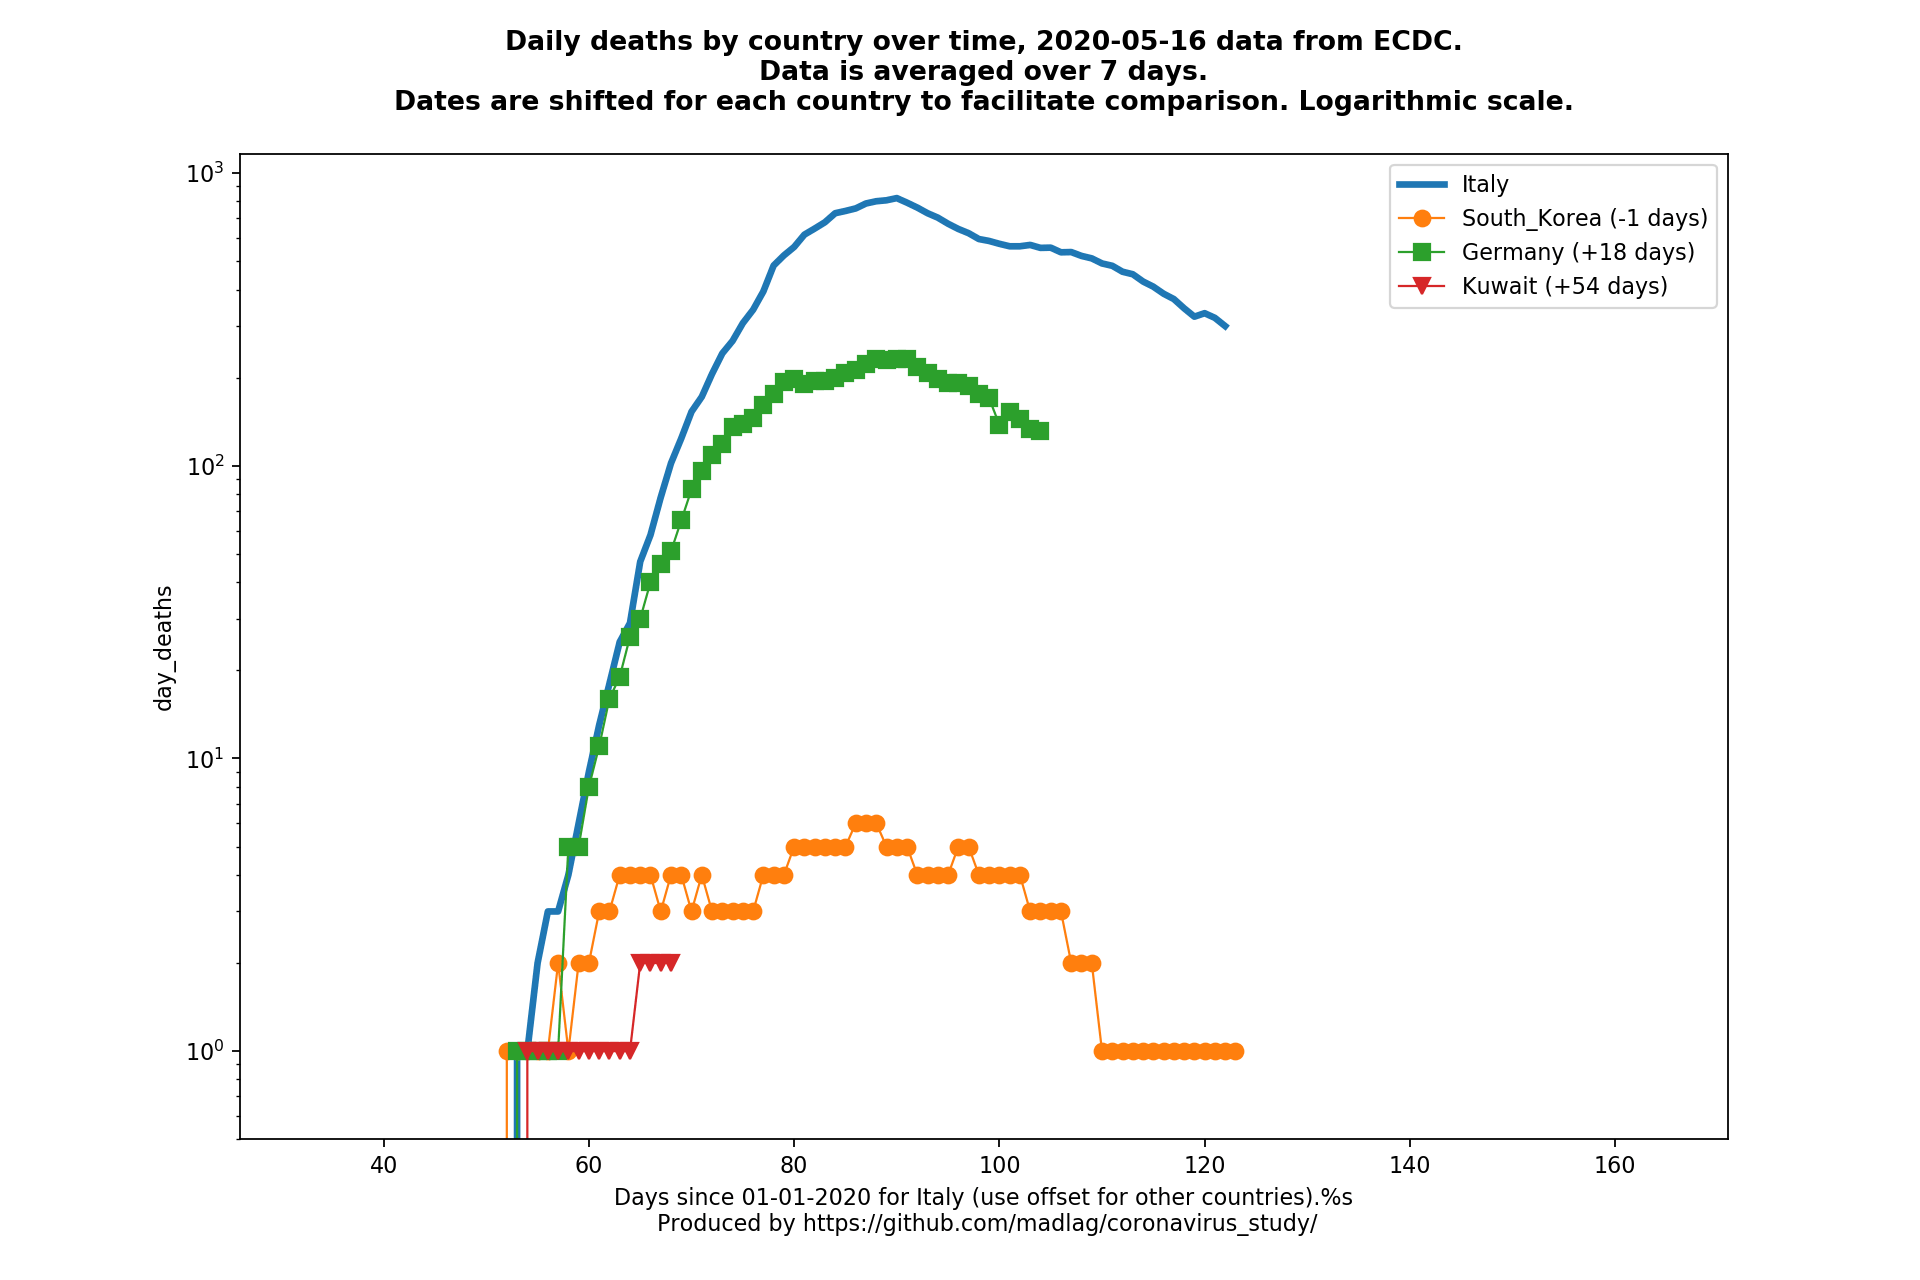 Daily deaths by country over time, 2020-05-16 data from ECDC.
Data is averaged over 7 days.
Dates are shifted for each country to facilitate comparison. Logarithmic scale.
Italy
South_Korea (-1 days)
Germany (+18 days)
Kuwait (+54 days)
day_deaths
10³
10²
10¹
10⁰
40 60 80 100 120 140 160
Days since 01-01-2020 for Italy (use offset for other countries).%s
Produced by https://github.com/madlag/coronavirus_study/